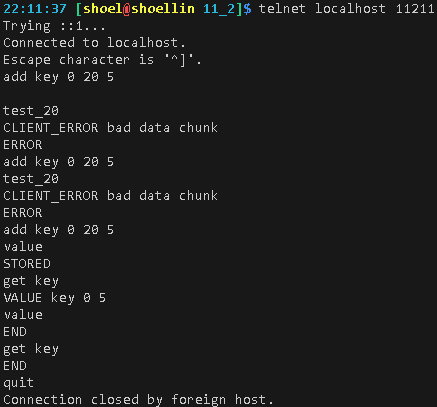 22:11:37 [shoel@shoellin 11_2]$ telnet localhost 11211
Trying ::1...
Connected to localhost.
Escape character is '^]'.
add key 0 20 5

test_20
CLIENT_ERROR bad data chunk
ERROR
add key 0 20 5
test_20
CLIENT_ERROR bad data chunk
ERROR
add key 0 20 5
value
STORED
get key
VALUE key 0 5
value
END
get key
END
quit
Connection closed by foreign host.